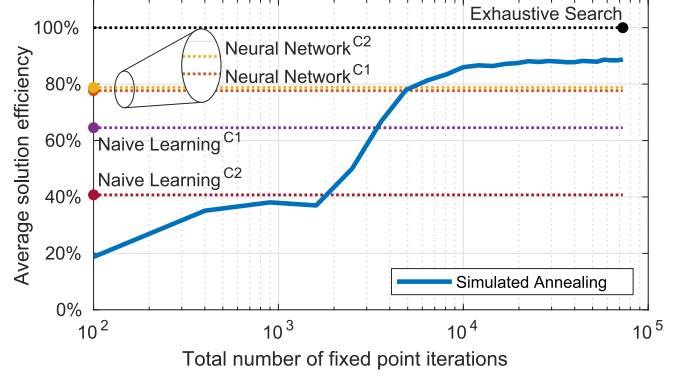 Exhaustive Search
100%
Neural Network^C2
Neural Network^C1
80%
60%
Naive Learning^C1
Naive Learning^C2
40%
20%
Simulated Annealing
0%
10^2
10^3
10^4
10^5
Total number of fixed point iterations
Average solution efficiency